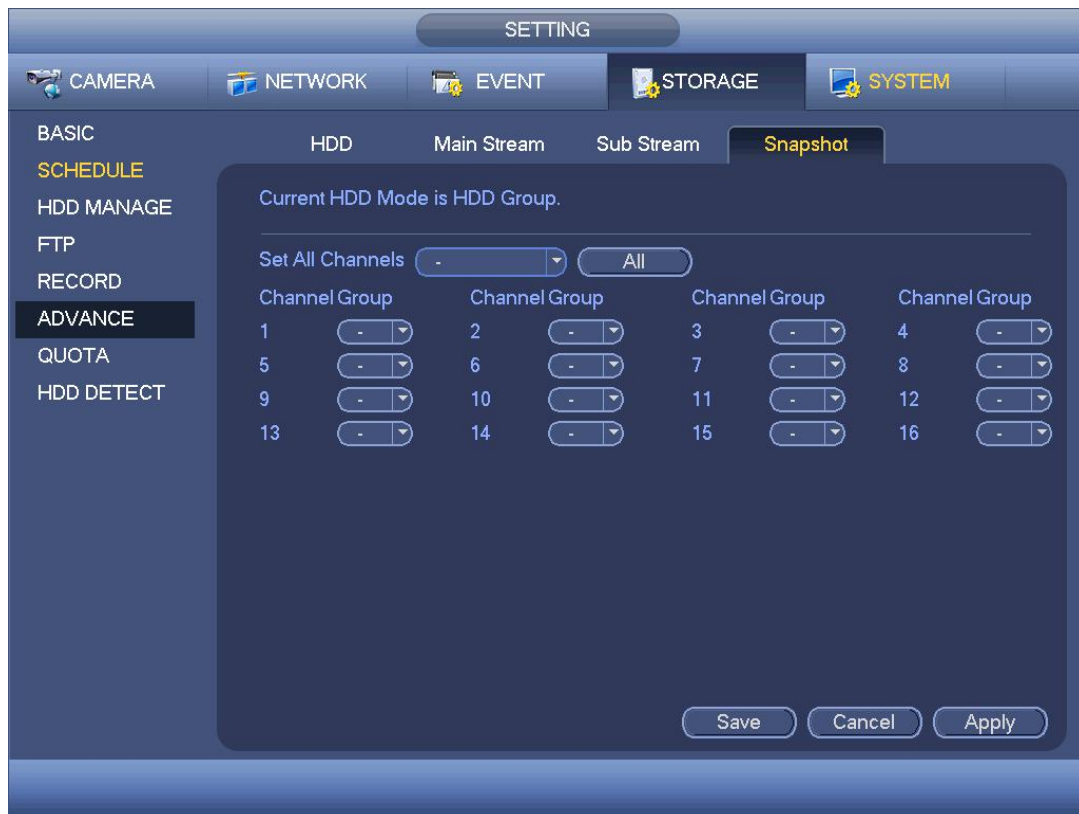 SETTING
CAMERA NETWORK EVENT STORAGE SYSTEM
BASIC
SCHEDULE
HDD MANAGE
FTP
RECORD
ADVANCE
QUOTA
HDD DETECT
HDD Main Stream Sub Stream Snapshot
Current HDD Mode is HDD Group.
Set All Channels - All
Channel Group Channel Group Channel Group Channel Group
1 - 2 - 3 - 4 -
5 - 6 - 7 - 8 -
9 - 10 - 11 - 12 -
13 - 14 - 15 - 16 -
Save Cancel Apply